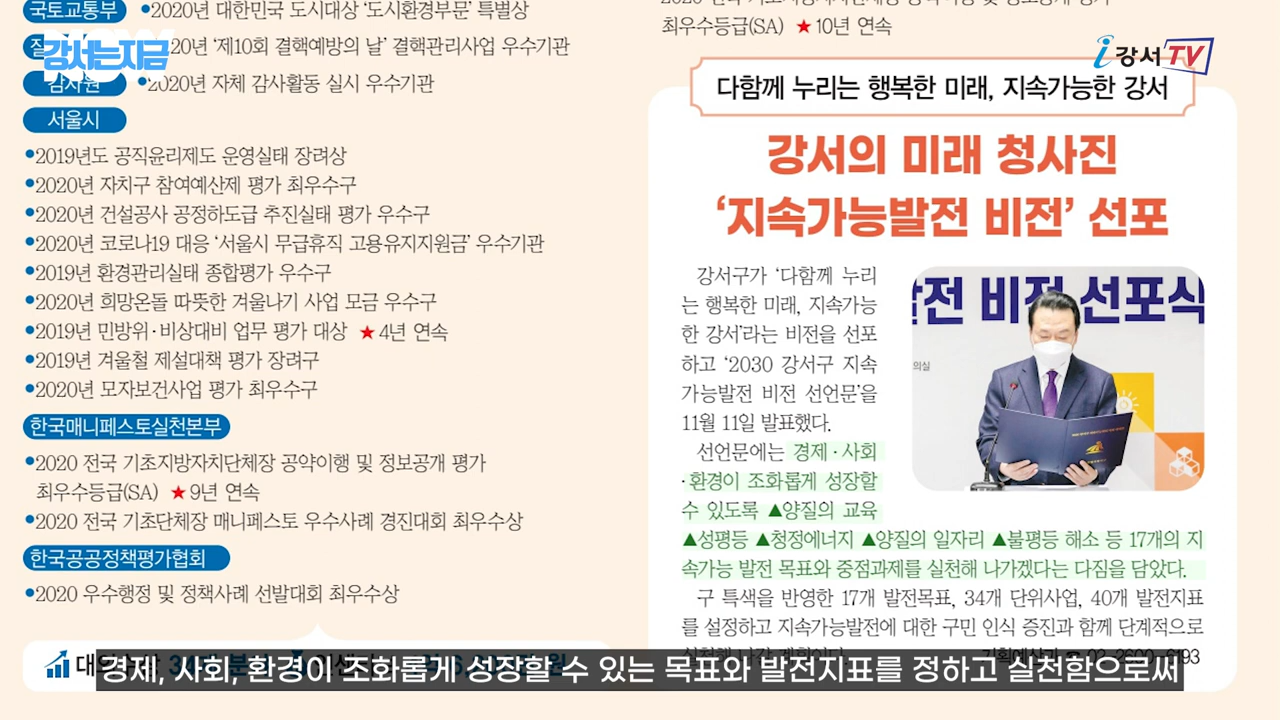 국토교통부 •2020년 대한민국 도시대상 '도시환경부문' 특별상
강서는지금
20년 '제10회 결핵예방의 날' 결핵관리사업 우수기관
감사원 •2020년 자체 감사활동 실시 우수기관
서울시
•2019년도 공직윤리제도 운영실태 장려상
•2020년 자치구 참여예산제 평가 최우수구
•2020년 건설공사 공정하도급 추진실태 평가 우수구
•2020년 코로나19 대응 '서울시 무급휴직 고용유지지원금' 우수기관
•2019년 환경관리실태 종합평가 우수구
•2020년 희망온돌 따뜻한 겨울나기 사업 모금 우수구
•2019년 민방위·비상대비 업무 평가 대상 ★4년 연속
•2019년 겨울철 제설대책 평가 장려구
•2020년 모자보건사업 평가 최우수구
한국매니페스토실천본부
•2020 전국 기초지방자치단체장 공약이행 및 정보공개 평가
최우수등급(SA) ★9년 연속
•2020 전국 기초단체장 매니페스토 우수사례 경진대회 최우수상
한국공공정책평가협회
•2020 우수행정 및 정책사례 선발대회 최우수상
최우수등급(SA) ★10년 연속
i강서TV
다함께 누리는 행복한 미래, 지속가능한 강서
강서의 미래 청사진
'지속가능발전 비전' 선포
강서구가 '다함께 누리
는 행복한 미래, 지속가능
한 강서'라는 비전을 선포
하고 '2030 강서구 지속
가능발전 비전 선언문'을
11월 11일 발표했다.
선언문에는 경제·사회
·환경이 조화롭게 성장할
수 있도록 ▲양질의 교육
▲성평등 ▲청정에너지 ▲양질의 일자리 ▲불평등 해소 등 17개의 지
속가능 발전 목표와 중점과제를 실천해 나가겠다는 다짐을 담았다.
구 특색을 반영한 17개 발전목표, 34개 단위사업, 40개 발전지표
를 설정하고 지속가능발전에 대한 구민 인식 증진과 함께 단계적으로
발전 비전 선포식
의실
경제, 사회, 환경이 조화롭게 성장할 수 있는 목표와 발전지표를 정하고 실천함으로써